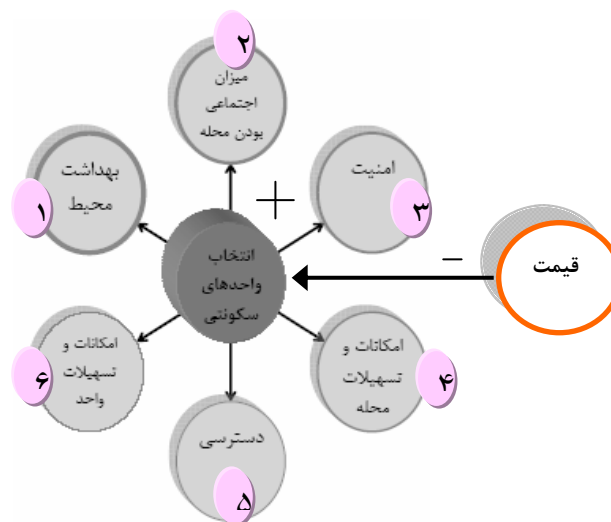 ۲
میزان
اجتماعی
بودن محله
بهداشت
محیط
۱
+
امنیت
۳
انتخاب
واحدهای
سکونتی
–
قیمت
امکانات و
تسهیلات
واحد
۶
امکانات و
تسهیلات
محله
۴
دسترسی
۵